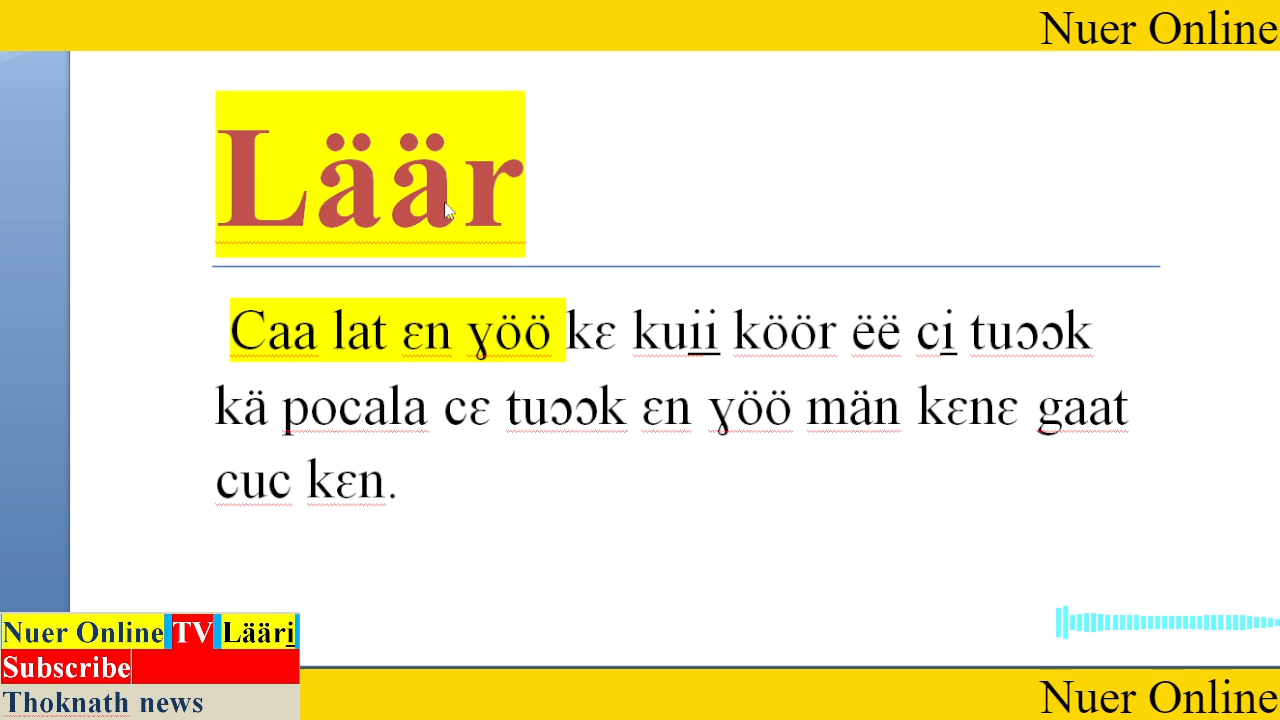 Nuer Online
Läär
Caa lat ɛn ɣöö kɛ kui̱i̱ köör ëë ci̱ tuɔɔk
kä pocala cɛ tuɔɔk ɛn ɣöö män kɛnɛ gaat
cuc kɛn.
Nuer Online TV Lääri̱
Subscribe
Thoknath news
Nuer Online